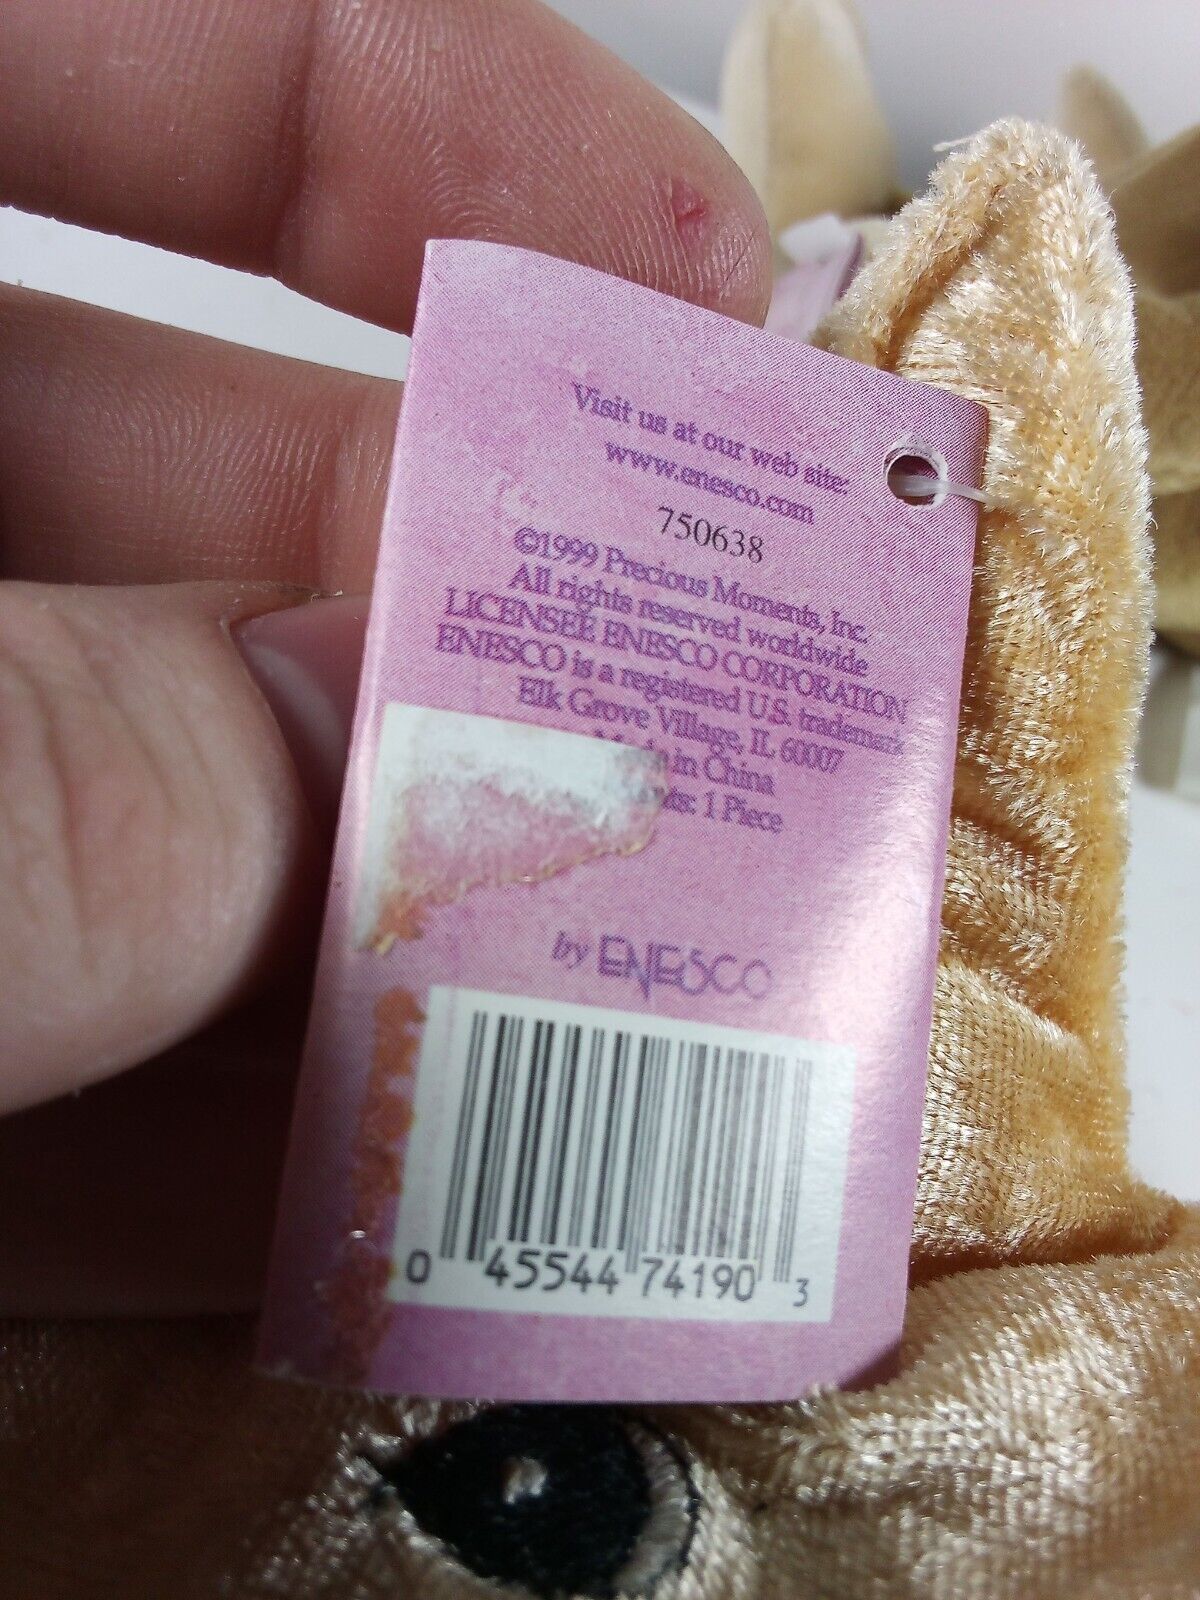 Visit us at our web site:
www.enesco.com
750638
©1999 Precious Moments, Inc.
All rights reserved worldwide
LICENSEE ENESCO CORPORATION
ENESCO is a registered U.S. trademark
Elk Grove Village, IL 60007
in China
1 Piece
by ENESCO
0 45544 74190 3